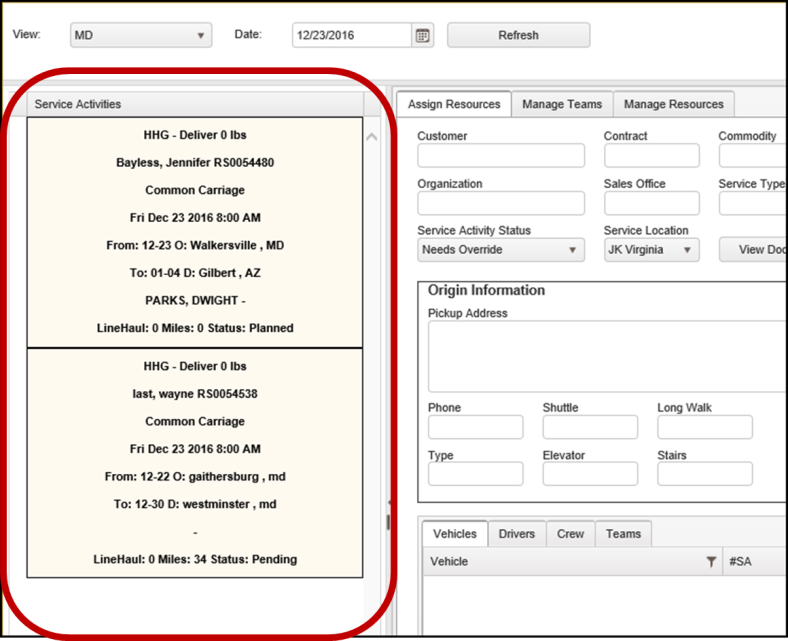 View: MD Date: 12/23/2016 Refresh
Service Activities
HHG - Deliver 0 lbs
Bayless, Jennifer RS0054480
Common Carriage
Fri Dec 23 2016 8:00 AM
From: 12-23 O: Walkersville , MD
To: 01-04 D: Gilbert , AZ
PARKS, DWIGHT -
LineHaul: 0 Miles: 0 Status: Planned
HHG - Deliver 0 lbs
last, wayne RS0054538
Common Carriage
Fri Dec 23 2016 8:00 AM
From: 12-22 O: gaithersburg , md
To: 12-30 D: westminster , md
-
LineHaul: 0 Miles: 34 Status: Pending
Assign Resources Manage Teams Manage Resources
Customer Contract Commodity
Organization Sales Office Service Type
Service Activity Status Service Location
Needs Override JK Virginia View Doc
Origin Information
Pickup Address
Phone Shuttle Long Walk
Type Elevator Stairs
Vehicles Drivers Crew Teams
Vehicle #SA